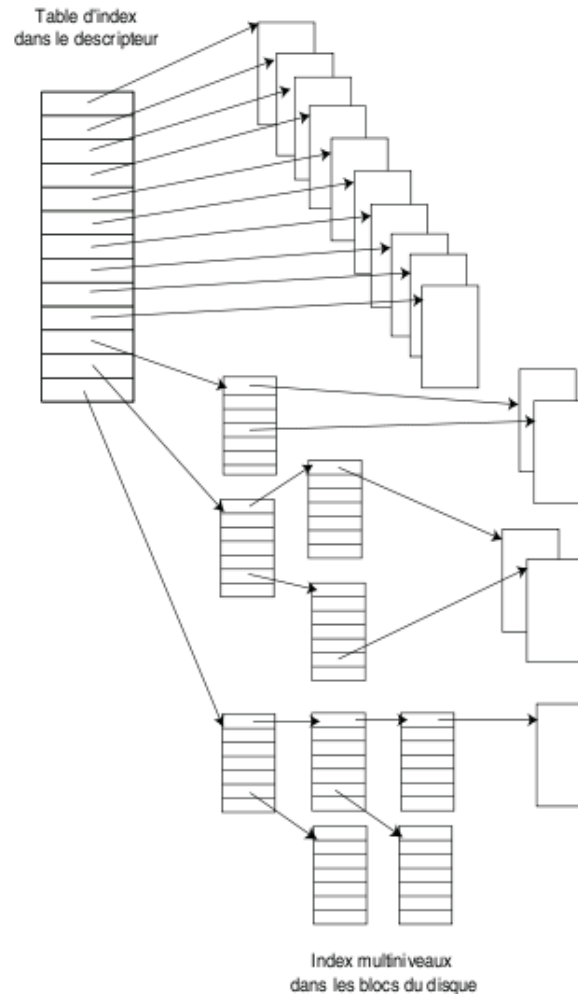 Table d'index
dans le descripteur
Index multiniveaux
dans les blocs du disque